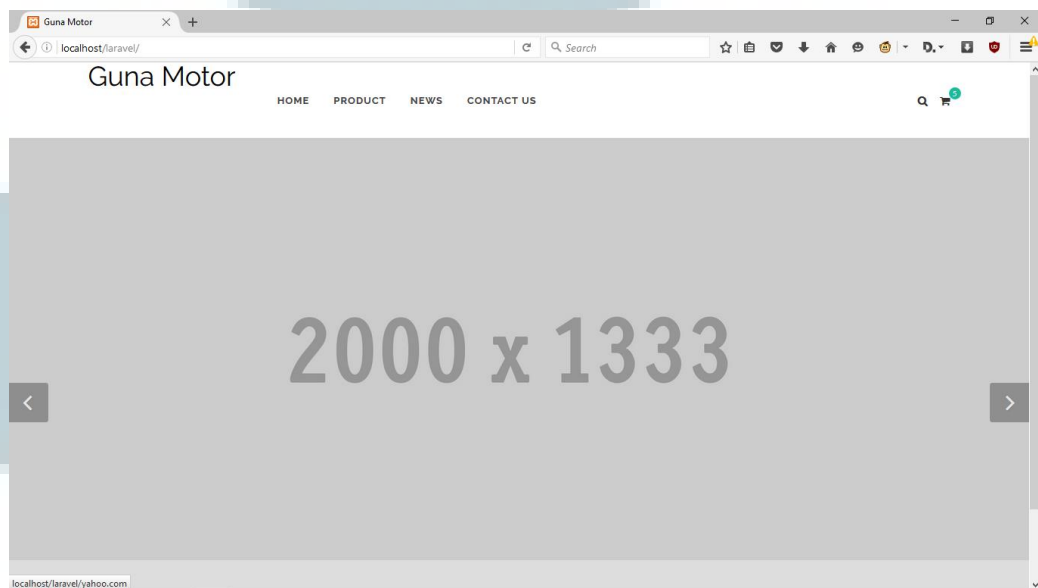 Guna Motor
localhost/laravel/
Search
Guna Motor
HOME PRODUCT NEWS CONTACT US
5
2000 x 1333
localhost/laravel/yahoo.com